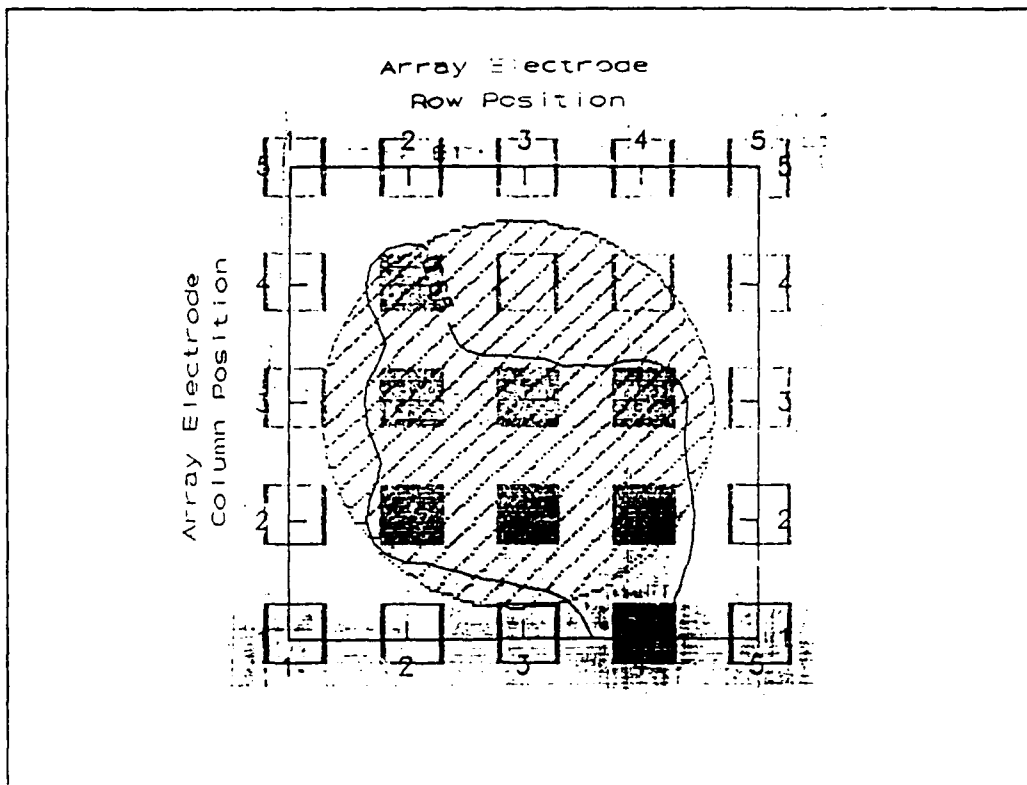 Array Electrode
Row Position
1 2 3 4 5
5 5
4 4
3
2 2
1
1 2 3 5
Array Electrode
Column Position